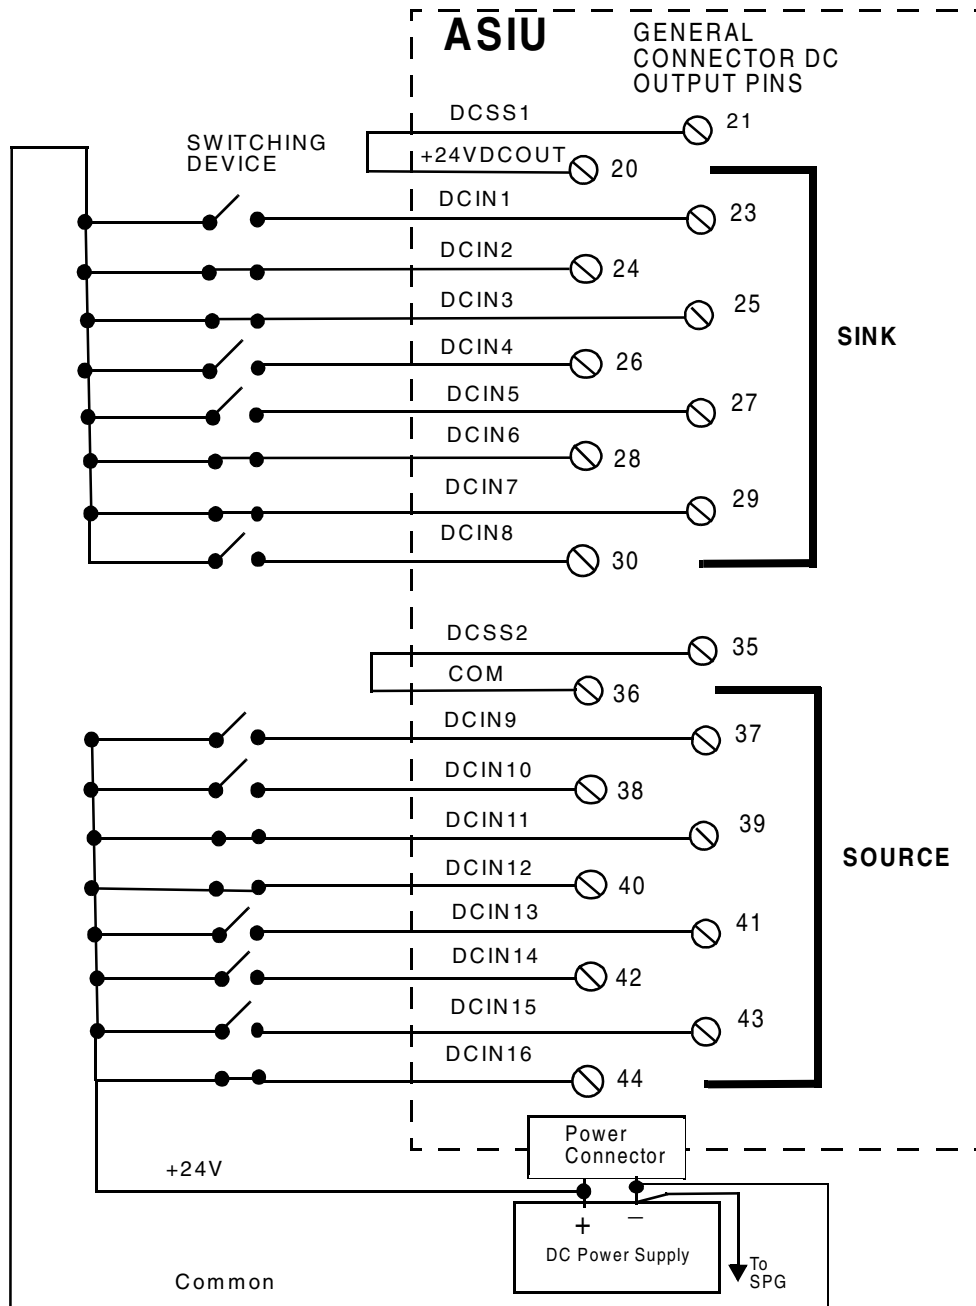 ASIU
GENERAL
CONNECTOR DC
OUTPUT PINS
DCSS1
21
SWITCHING
DEVICE
+24VDCOUT
20
DCIN1
23
DCIN2
24
DCIN3
25
SINK
DCIN4
26
DCIN5
27
DCIN6
28
DCIN7
29
DCIN8
30
DCSS2
35
COM
36
DCIN9
37
DCIN10
38
DCIN11
39
SOURCE
DCIN12
40
DCIN13
41
DCIN14
42
DCIN15
43
DCIN16
44
Power
Connector
+24V
+ –
DC Power Supply
To
SPG
Common